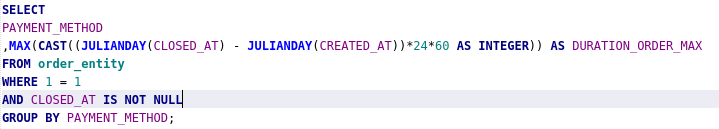 SELECT
PAYMENT_METHOD
,MAX(CAST((JULIANDAY(CLOSED_AT) - JULIANDAY(CREATED_AT))*24*60 AS INTEGER)) AS DURATION_ORDER_MAX
FROM order_entity
WHERE 1 = 1
AND CLOSED_AT IS NOT NULL
GROUP BY PAYMENT_METHOD;